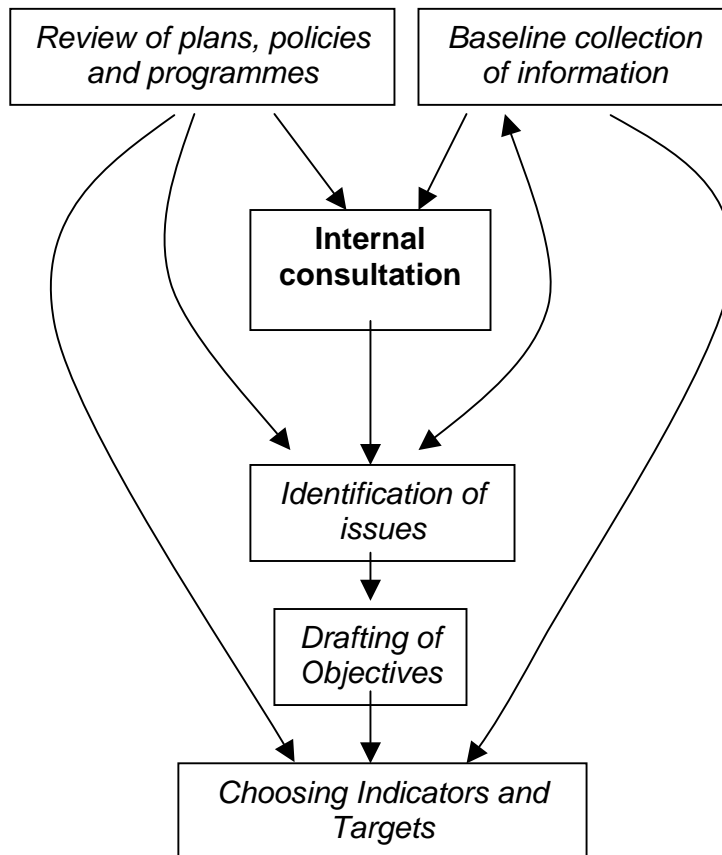 Review of plans, policies
and programmes
Baseline collection
of information
Internal
consultation
Identification of
issues
Drafting of
Objectives
Choosing Indicators and
Targets